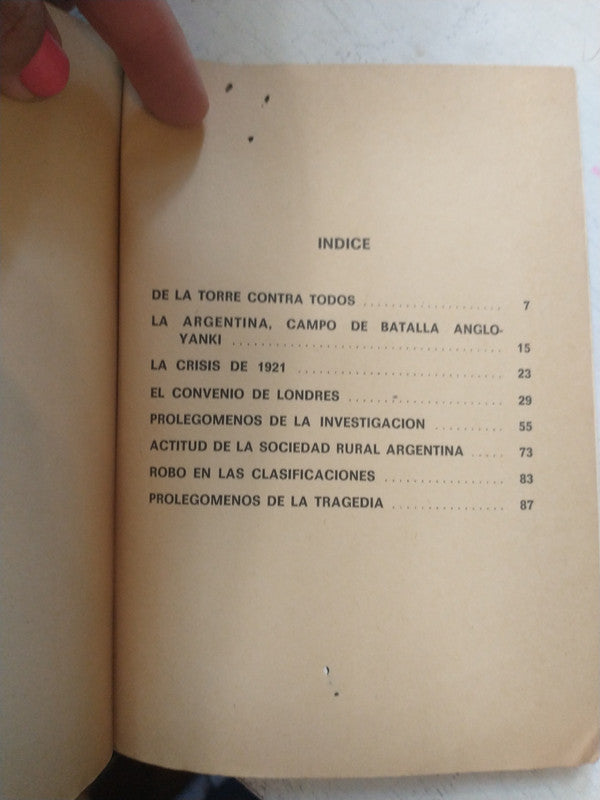 INDICE
DE LA TORRE CONTRA TODOS ................... 7
LA ARGENTINA, CAMPO DE BATALLA ANGLO-
YANKI ..................................... 15
LA CRISIS DE 1921 ............................ 23
EL CONVENIO DE LONDRES ..................... 29
PROLEGOMENOS DE LA INVESTIGACION .......... 55
ACTITUD DE LA SOCIEDAD RURAL ARGENTINA ..... 73
ROBO EN LAS CLASIFICACIONES ................. 83
PROLEGOMENOS DE LA TRAGEDIA ................ 87